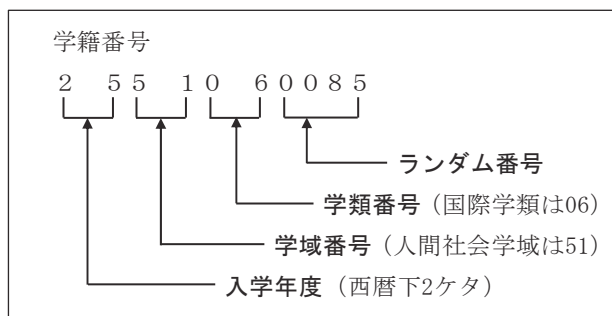 学籍番号
2 5 5 1 0 6 0 0 8 5
ランダム番号
学類番号（国際学類は06）
学域番号（人間社会学域は51）
入学年度（西暦下2ケタ）